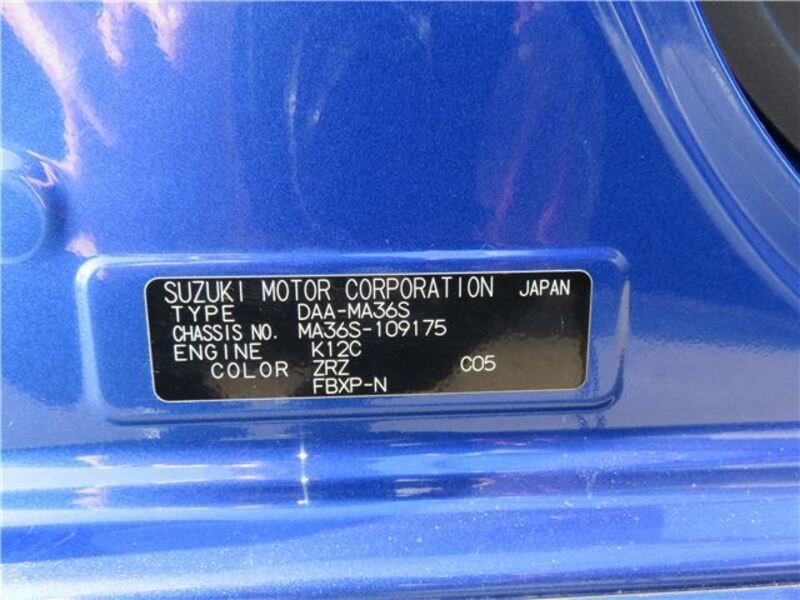 SUZUKI MOTOR CORPORATION JAPAN
TYPE DAA-MA36S
CHASSIS NO. MA36S-109175
ENGINE K12C
COLOR ZRZ C05
FBXP-N